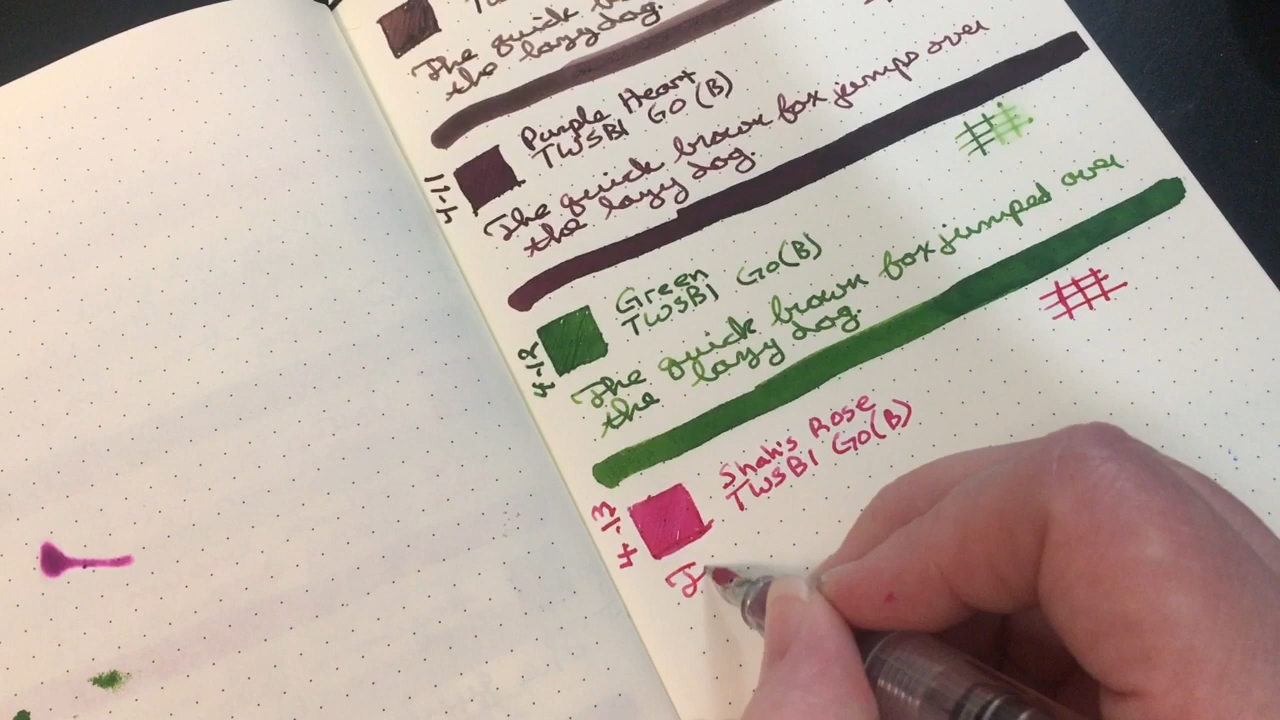 The quick
the lazy dog.
Purple Heart
TWSBI GO (B)
4-11
The quick brown fox jumps over
the lazy dog.
Green
TWSBI GO (B)
4-12
The quick brown fox jumped over
the lazy dog.
Shah's Rose
TWSBI GO (B)
4-13
T